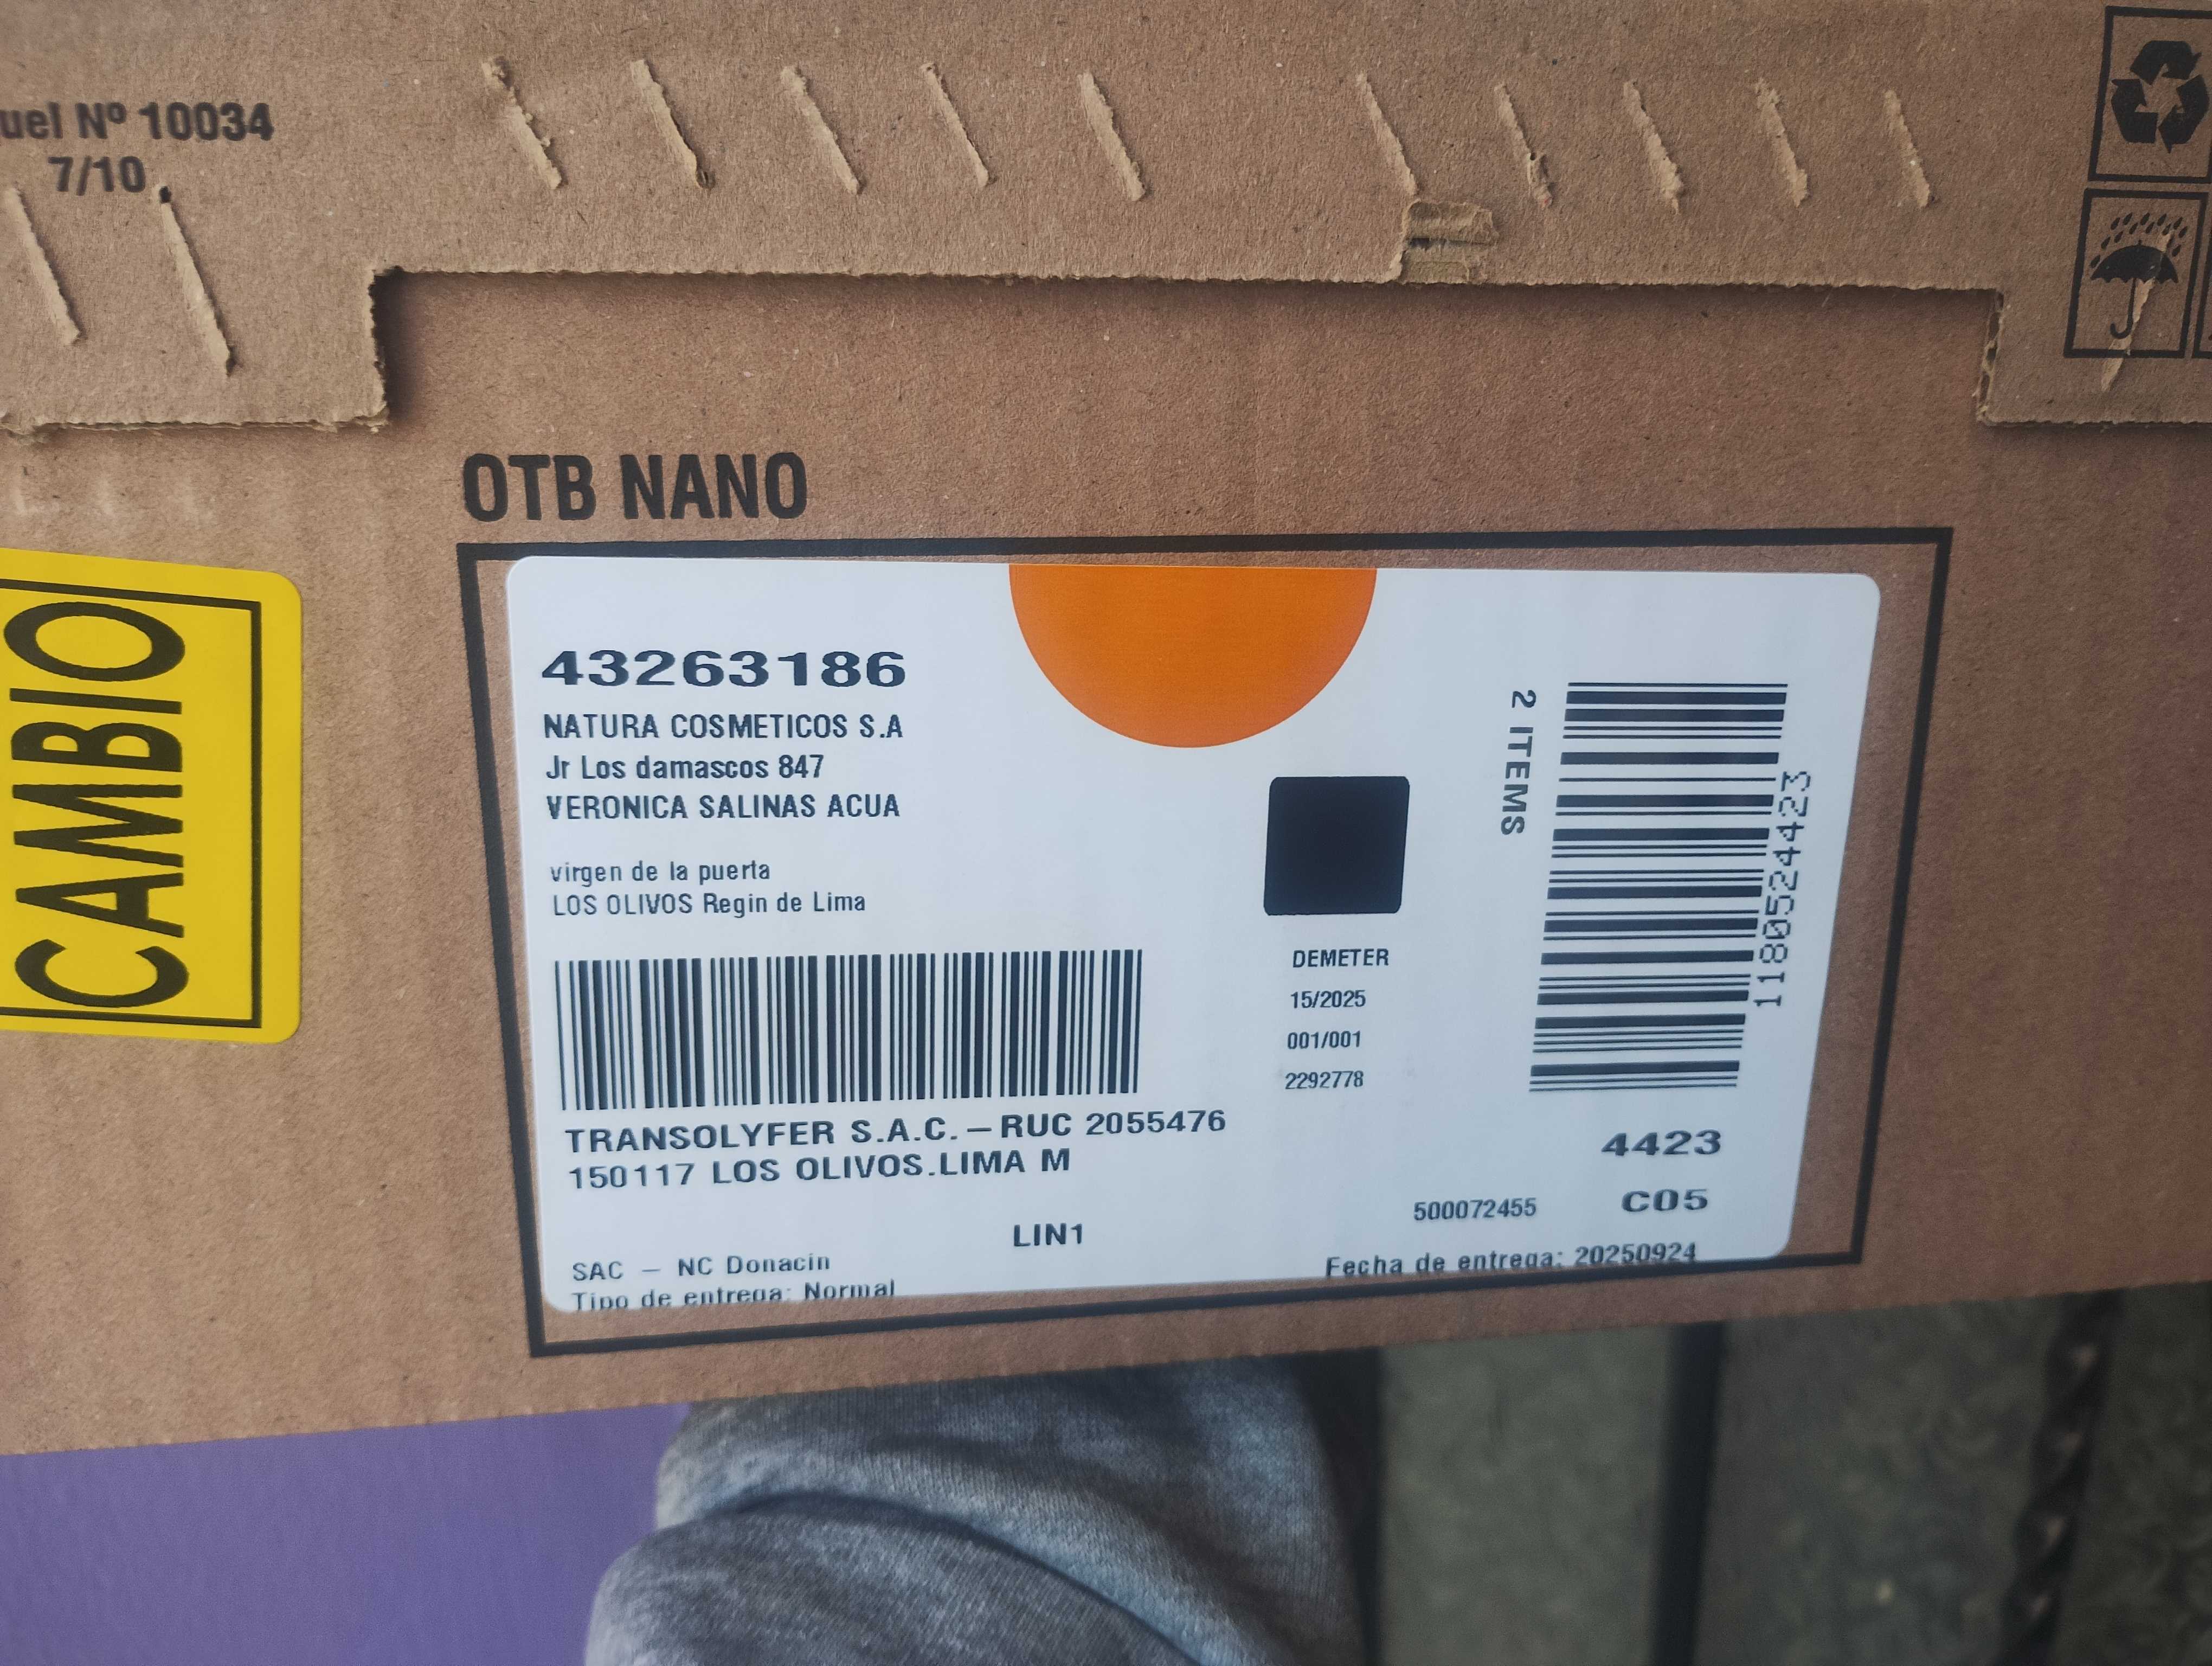 uel Nº 10034
7/10
OTB NANO
CAMBIO
43263186
NATURA COSMETICOS S.A
Jr Los damascos 847
VERONICA SALINAS ACUA
virgen de la puerta
LOS OLIVOS Regin de Lima
TRANSOLYFER S.A.C. – RUC 2055476
150117 LOS OLIVOS.LIMA M
LIN1
SAC – NC Donacin
Tipo de entrega: Normal
DEMETER
15/2025
001/001
2292778
2 ITEMS
1180524423
4423
500072455 C05
Fecha de entrega: 20250924